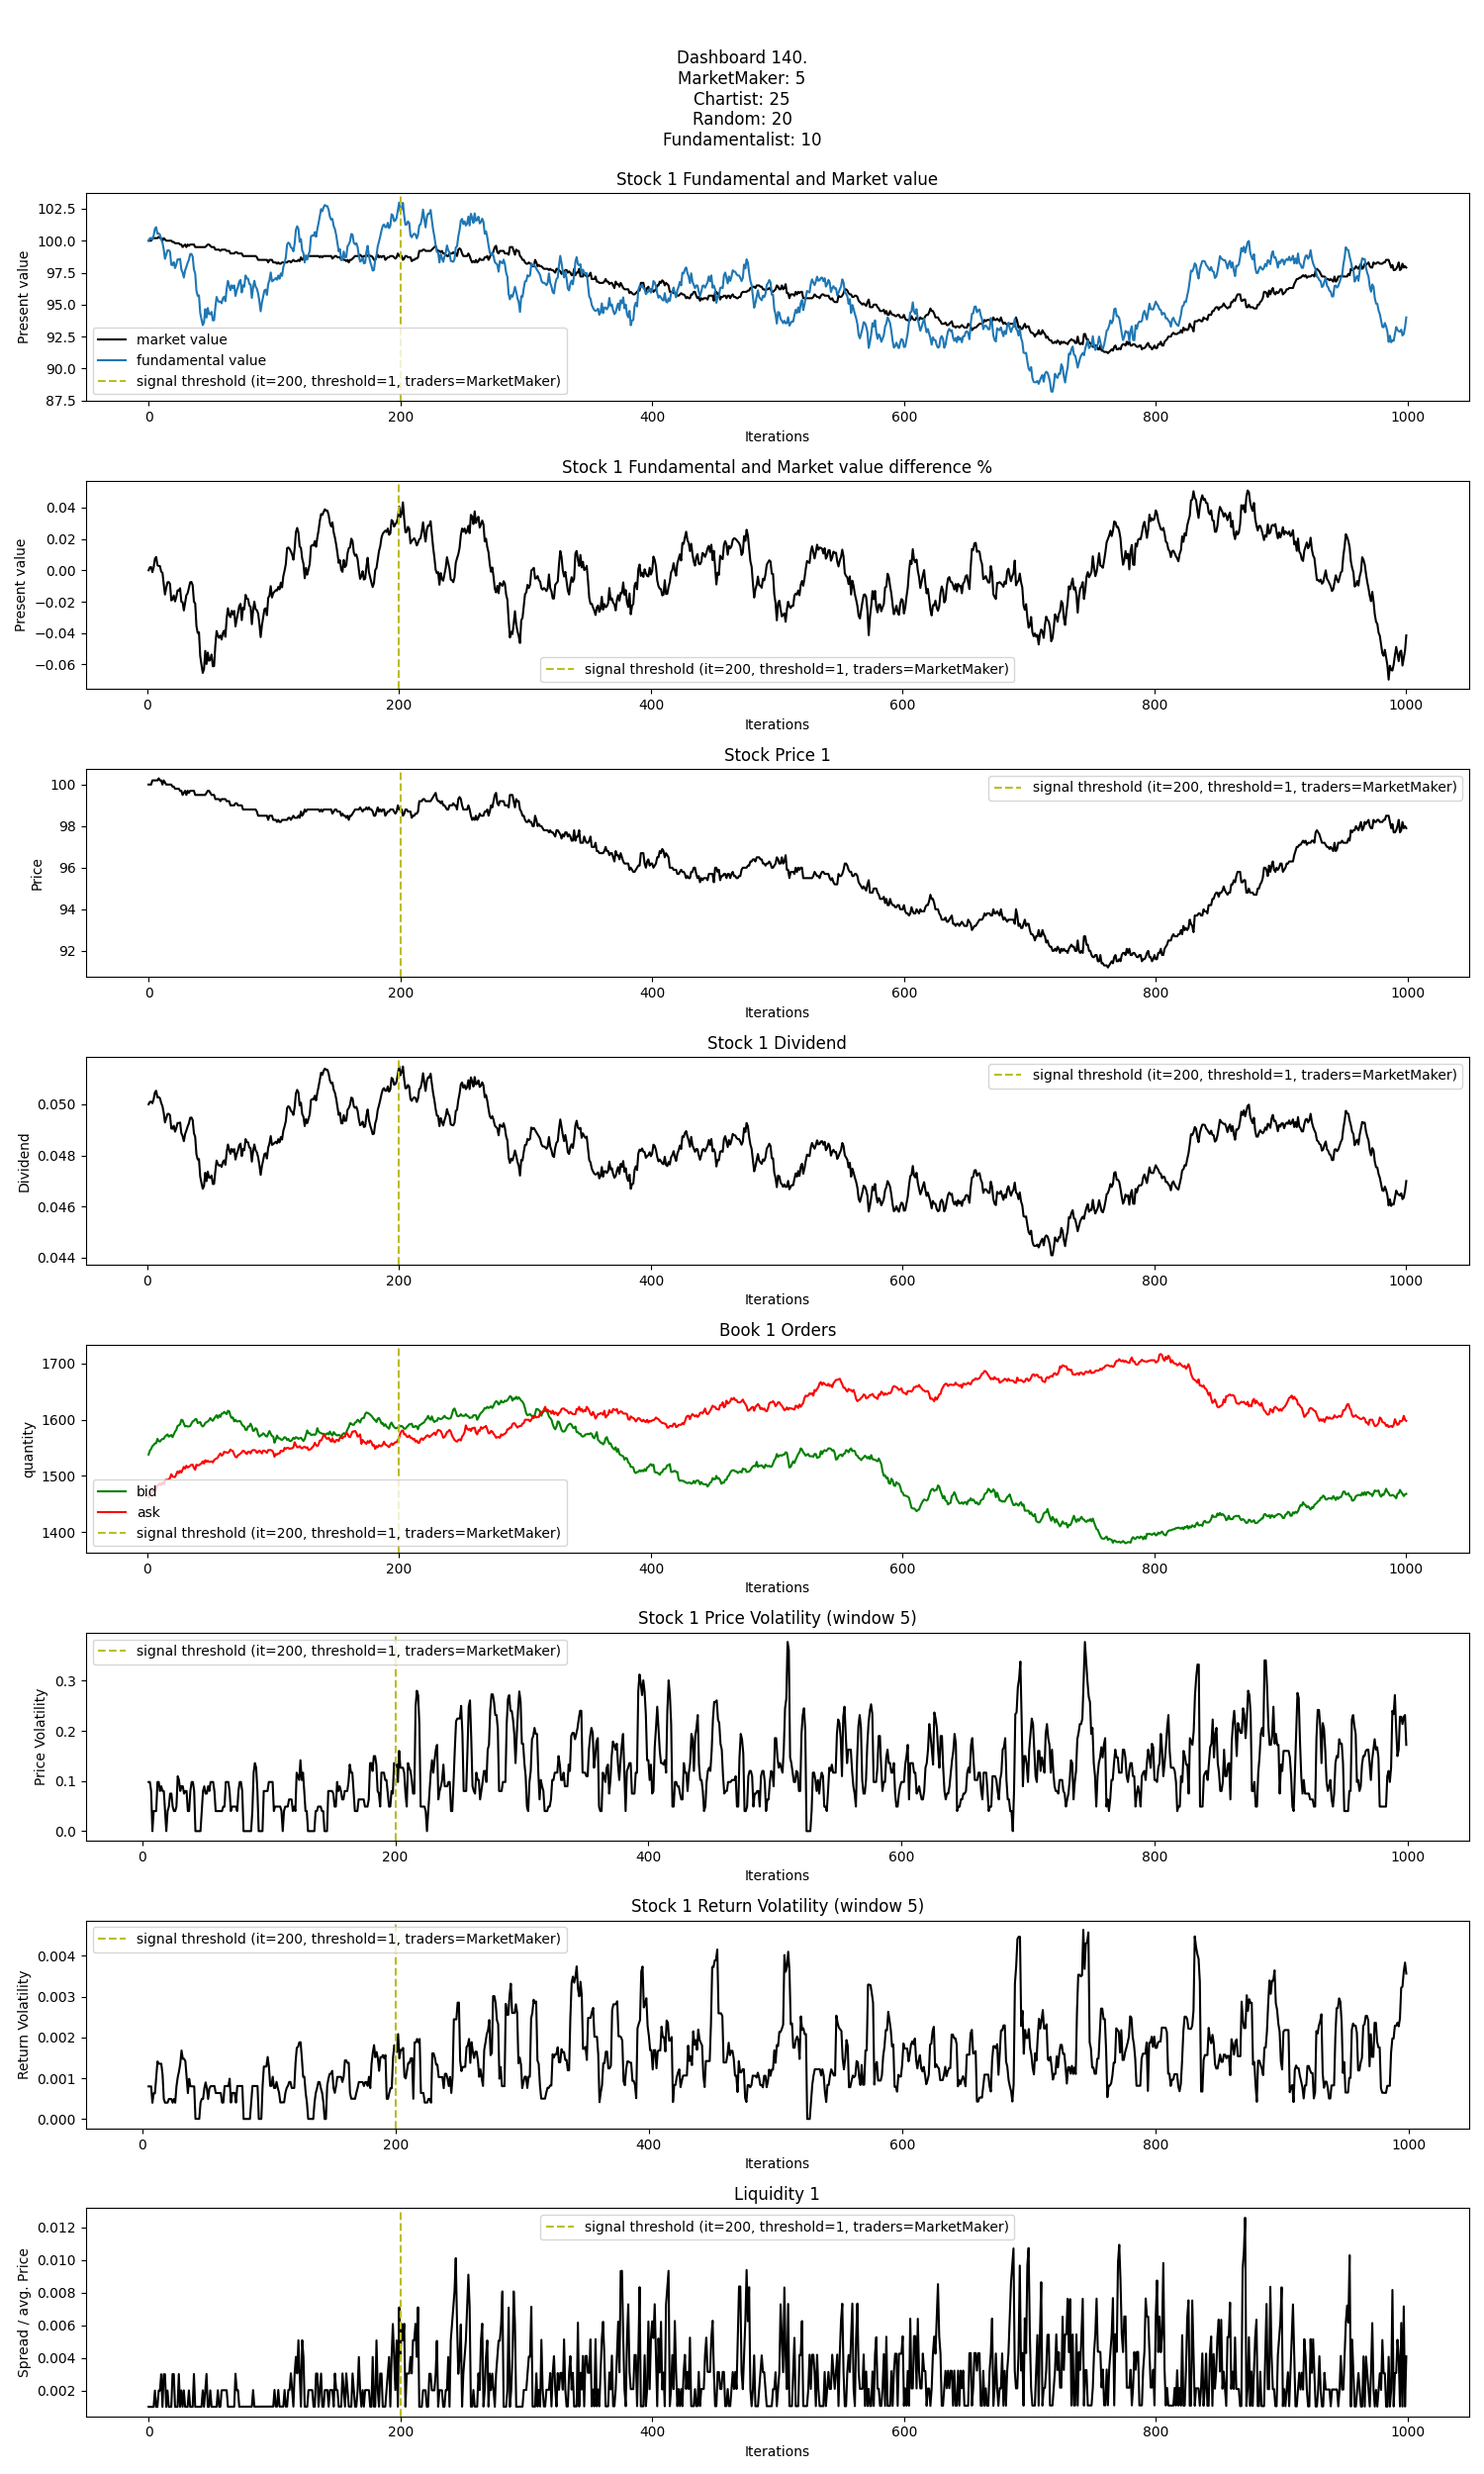 Dashboard 140.
MarketMaker: 5
Chartist: 25
Random: 20
Fundamentalist: 10
Stock 1 Fundamental and Market value
Present value
102.5
100.0
97.5
95.0
92.5
90.0
87.5
market value
fundamental value
signal threshold (it=200, threshold=1, traders=MarketMaker)
0 200 400 600 800 1000
Iterations
Stock 1 Fundamental and Market value difference %
Present value
0.04
0.02
0.00
−0.02
−0.04
−0.06
signal threshold (it=200, threshold=1, traders=MarketMaker)
0 200 400 600 800 1000
Iterations
Stock Price 1
Price
100
98
96
94
92
signal threshold (it=200, threshold=1, traders=MarketMaker)
0 200 400 600 800 1000
Iterations
Stock 1 Dividend
Dividend
0.050
0.048
0.046
0.044
signal threshold (it=200, threshold=1, traders=MarketMaker)
0 200 400 600 800 1000
Iterations
Book 1 Orders
quantity
1700
1600
1500
1400
bid
ask
signal threshold (it=200, threshold=1, traders=MarketMaker)
0 200 400 600 800 1000
Iterations
Stock 1 Price Volatility (window 5)
Price Volatility
0.3
0.2
0.1
0.0
signal threshold (it=200, threshold=1, traders=MarketMaker)
0 200 400 600 800 1000
Iterations
Stock 1 Return Volatility (window 5)
Return Volatility
0.004
0.003
0.002
0.001
0.000
signal threshold (it=200, threshold=1, traders=MarketMaker)
0 200 400 600 800 1000
Iterations
Liquidity 1
Spread / avg. Price
0.012
0.010
0.008
0.006
0.004
0.002
signal threshold (it=200, threshold=1, traders=MarketMaker)
0 200 400 600 800 1000
Iterations